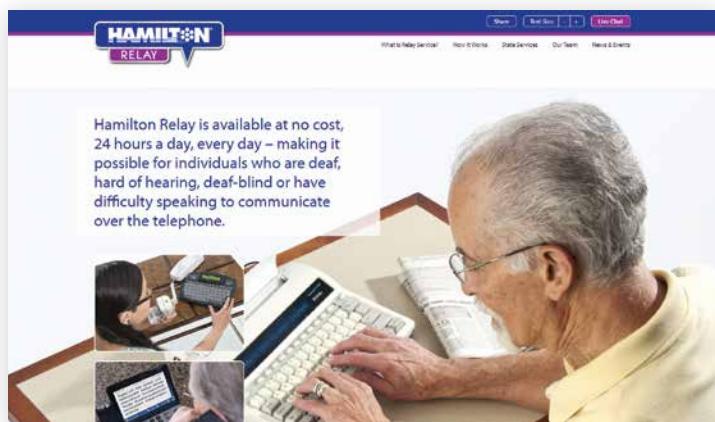 Share
Text Size - +
Live Chat
HAMILTON
RELAY
What is Relay Service?
How It Works
State Services
Our Team
News & Events
Hamilton Relay is available at no cost,
24 hours a day, every day – making it
possible for individuals who are deaf,
hard of hearing, deaf-blind or have
difficulty speaking to communicate
over the telephone.